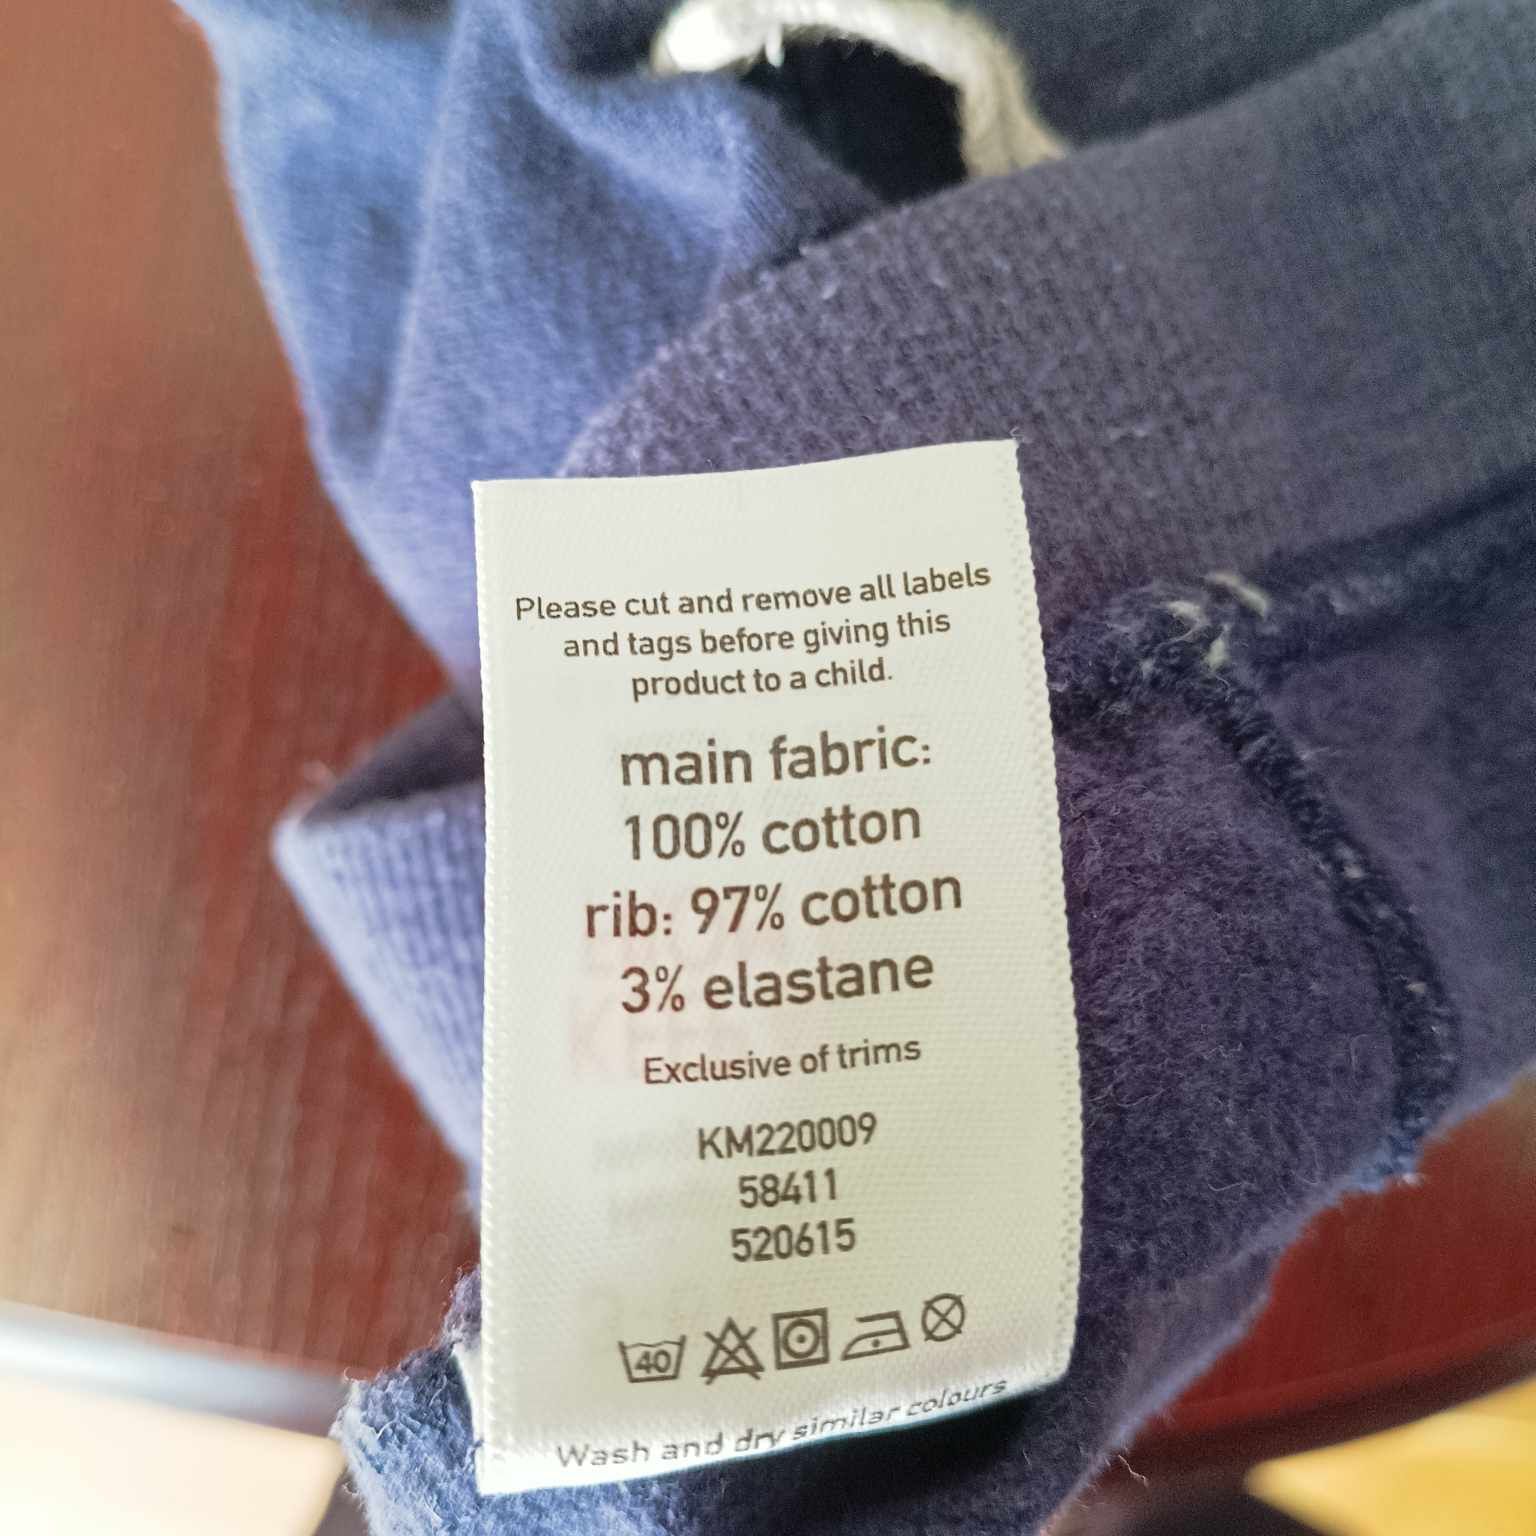 Please cut and remove all labels
and tags before giving this
product to a child.
main fabric:
100% cotton
rib: 97% cotton
3% elastane
Exclusive of trims
KM220009
58411
520615
40
Wash and dry similar colours